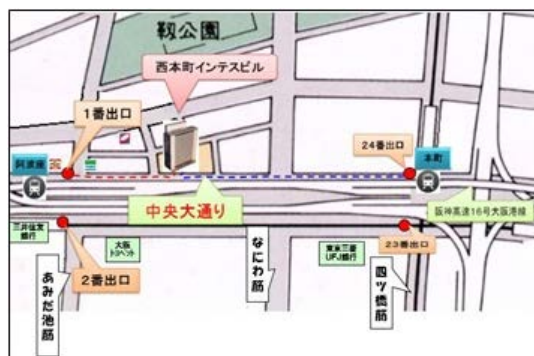 靱公園
西本町インテスビル
1番出口
24番出口
阿波座
本町
中央大通り
阪神高速16号大阪港線
三井住友
銀行
2番出口
大阪
トヨペット
なにわ筋
東京三菱
UFJ銀行
23番出口
あみだ池筋
四ツ橋筋